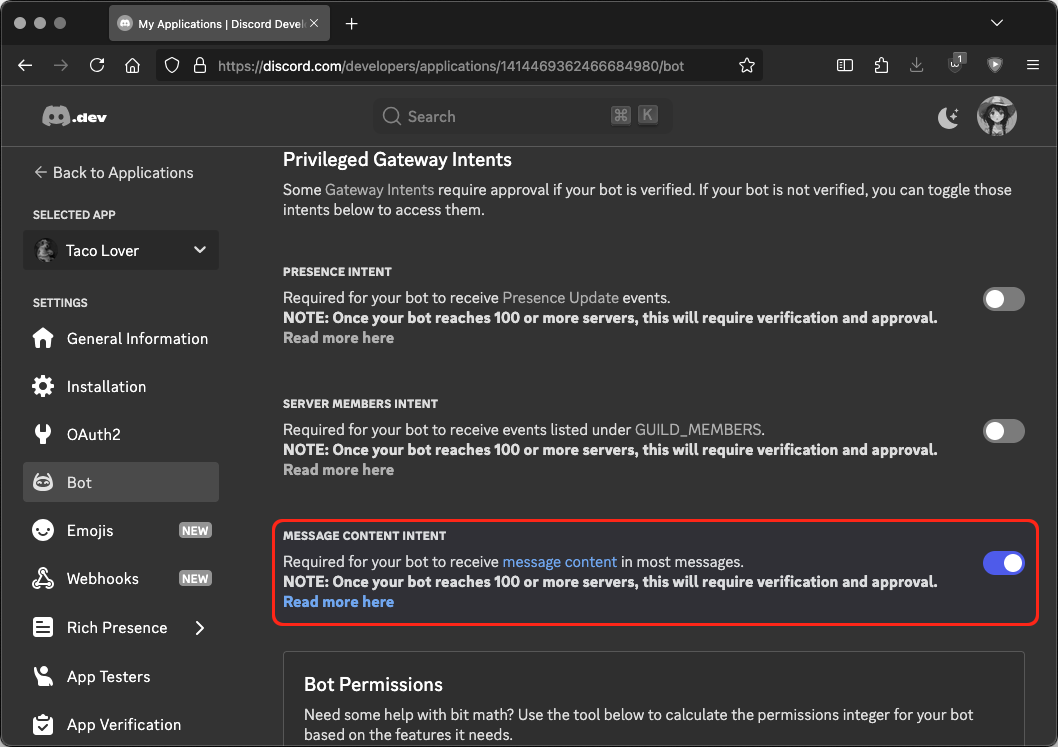 My Applications | Discord Devel
https://discord.com/developers/applications/1414469362466684980/bot
1
.dev
Search
⌘ K
Back to Applications
SELECTED APP
Taco Lover
SETTINGS
General Information
Installation
OAuth2
Bot
Emojis NEW
Webhooks NEW
Rich Presence
App Testers
App Verification
Privileged Gateway Intents
Some Gateway Intents require approval if your bot is verified. If your bot is not verified, you can toggle those
intents below to access them.
PRESENCE INTENT
Required for your bot to receive Presence Update events.
NOTE: Once your bot reaches 100 or more servers, this will require verification and approval.
Read more here
SERVER MEMBERS INTENT
Required for your bot to receive events listed under GUILD_MEMBERS.
NOTE: Once your bot reaches 100 or more servers, this will require verification and approval.
Read more here
MESSAGE CONTENT INTENT
Required for your bot to receive message content in most messages.
NOTE: Once your bot reaches 100 or more servers, this will require verification and approval.
Read more here
Bot Permissions
Need some help with bit math? Use the tool below to calculate the permissions integer for your bot
based on the features it needs.